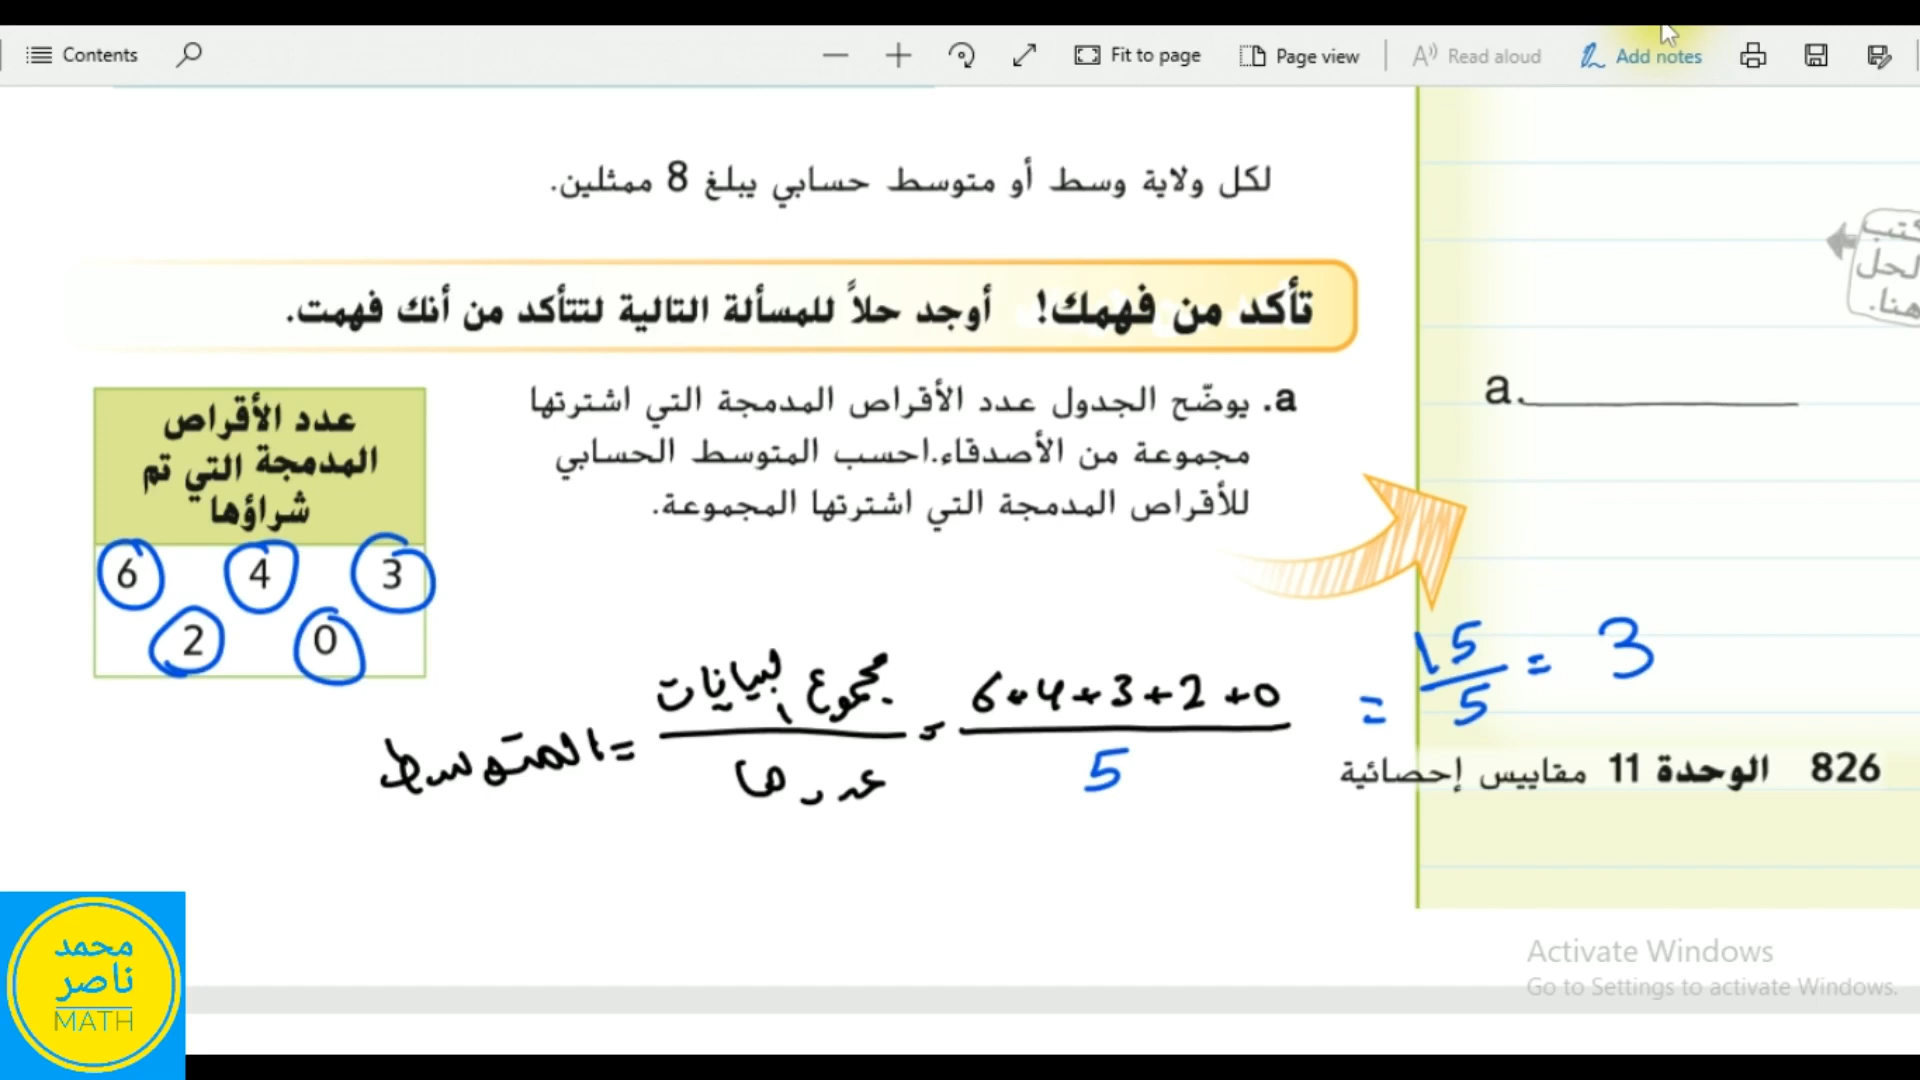 Contents
Fit to page
Page view
Read aloud
Add notes
لكل ولاية وسط أو متوسط حسابي يبلغ 8 ممثلين.
تأكد من فهمك! أوجد حلاً للمسألة التالية لتتأكد من أنك فهمت.
a. يوضّح الجدول عدد الأقراص المدمجة التي اشترتها
مجموعة من الأصدقاء.احسب المتوسط الحسابي
للأقراص المدمجة التي اشترتها المجموعة.
عدد الأقراص
المدمجة التي تم
شراؤها
6 4 3
2 0
لحل
هنا.
a.
المتوسط = مجموع البيانات / عددها = 6+4+3+2+0 / 5 = 15/5 = 3
826 الوحدة 11 مقاييس إحصائية
محمد
ناصر
MATH
Activate Windows
Go to Settings to activate Windows.